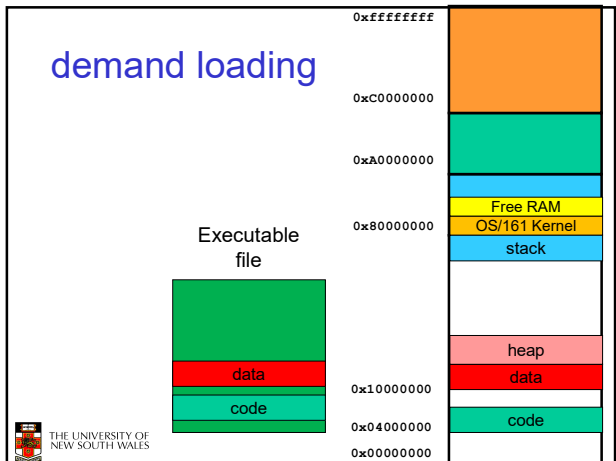 demand loading
Executable
file
data
code
0xffffffff
0xC0000000
0xA0000000
0x80000000
0x10000000
0x04000000
0x00000000
Free RAM
OS/161 Kernel
stack
heap
data
code
THE UNIVERSITY OF
NEW SOUTH WALES